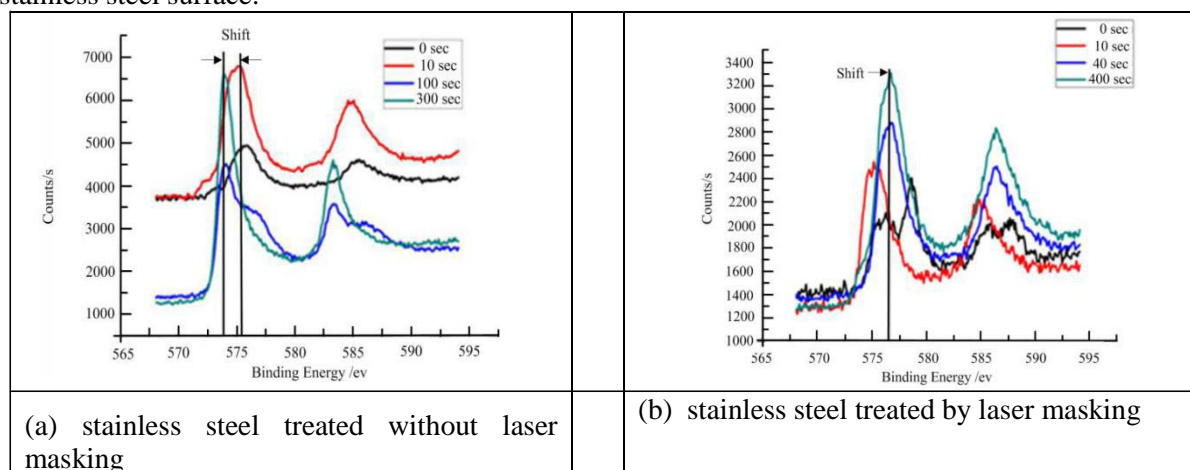 stainless steel surface.
Shift
0 sec
10 sec
100 sec
300 sec
7000
6000
5000
4000
3000
2000
1000
Counts/s
565 570 575 580 585 590 595
Binding Energy /ev
0 sec
10 sec
40 sec
400 sec
Shift
3400
3200
3000
2800
2600
2400
2200
2000
1800
1600
1400
1200
1000
Counts/s
565 570 575 580 585 590 595
Binding Energy /ev
(a) stainless steel treated without laser
masking
(b) stainless steel treated by laser masking